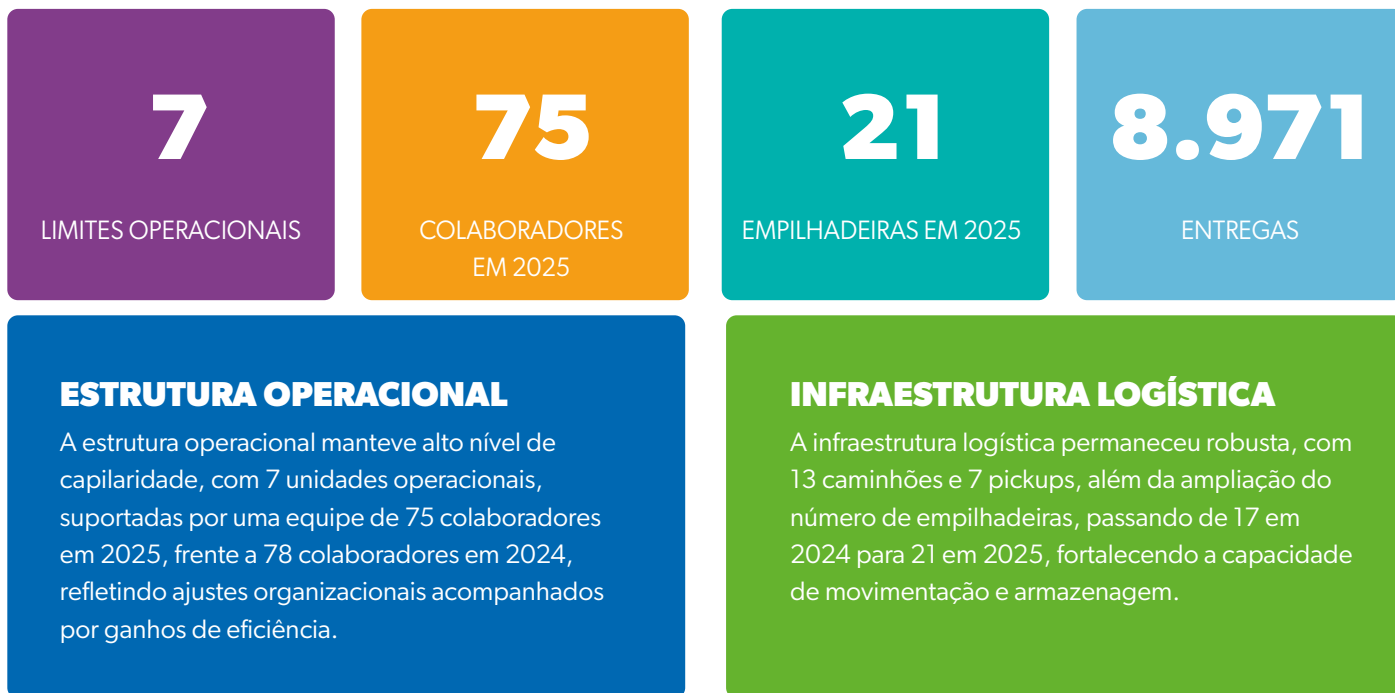 7
LIMITES OPERACIONAIS
75
COLABORADORES
EM 2025
21
EMPILHADEIRAS EM 2025
8.971
ENTREGAS
ESTRUTURA OPERACIONAL
A estrutura operacional manteve alto nível de
capilaridade, com 7 unidades operacionais,
suportadas por uma equipe de 75 colaboradores
em 2025, frente a 78 colaboradores em 2024,
refletindo ajustes organizacionais acompanhados
por ganhos de eficiência.
INFRAESTRUTURA LOGÍSTICA
A infraestrutura logística permaneceu robusta, com
13 caminhões e 7 pickups, além da ampliação do
número de empilhadeiras, passando de 17 em
2024 para 21 em 2025, fortalecendo a capacidade
de movimentação e armazenagem.